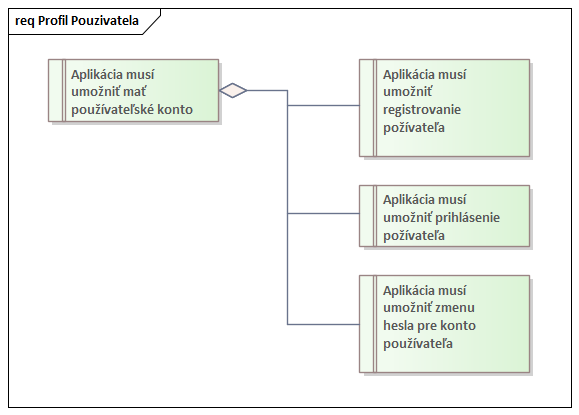 req Profil Pouzivatela
Aplikácia musí
umožniť mať
používateľské konto
Aplikácia musí
umožniť
registrovanie
požívateľa
Aplikácia musí
umožniť prihlásenie
požívateľa
Aplikácia musí
umožniť zmenu
hesla pre konto
používateľa